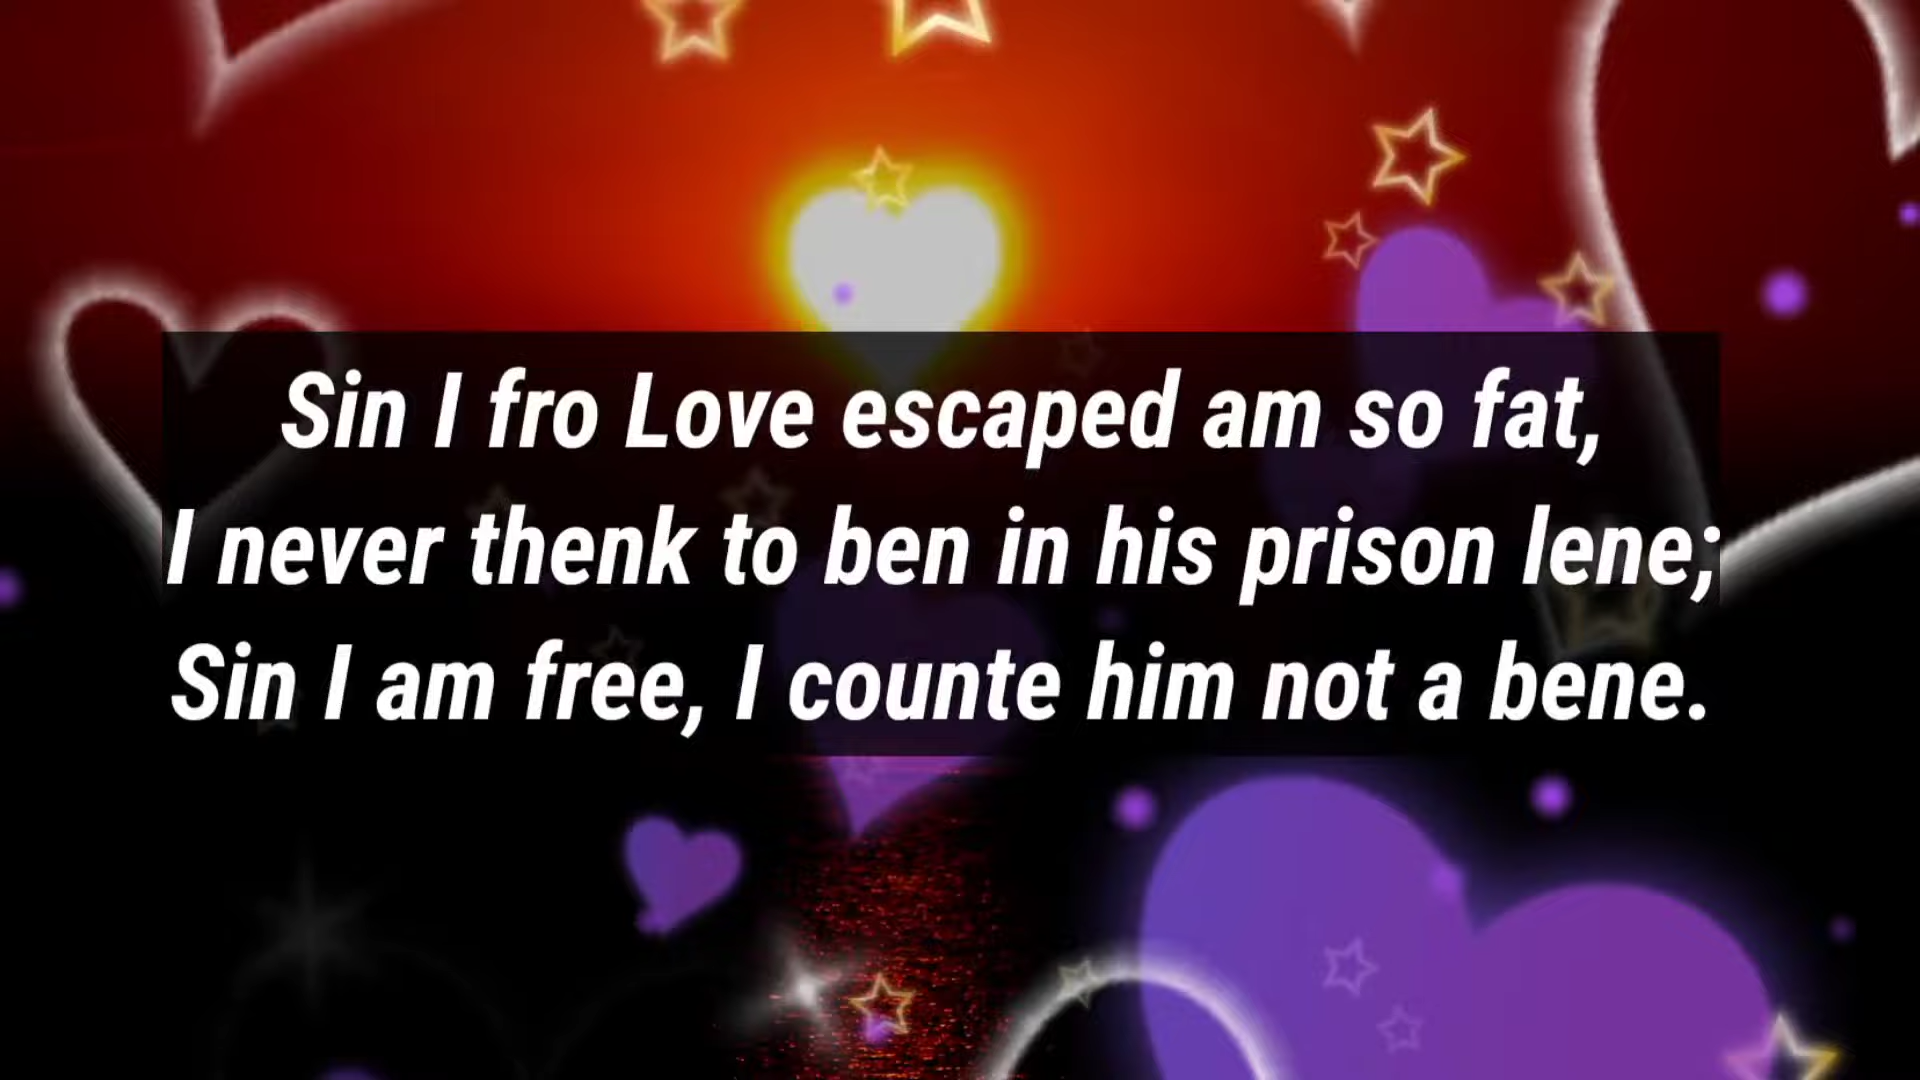 Sin I fro Love escaped am so fat,
I never thenk to ben in his prison lene;
Sin I am free, I counte him not a bene.